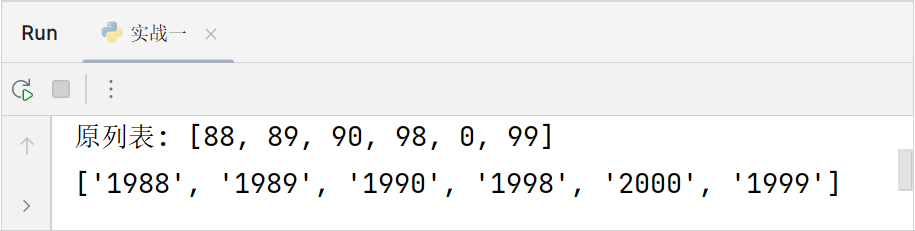 Run 实战一
原列表: [88, 89, 90, 98, 0, 99]
['1988', '1989', '1990', '1998', '2000', '1999']